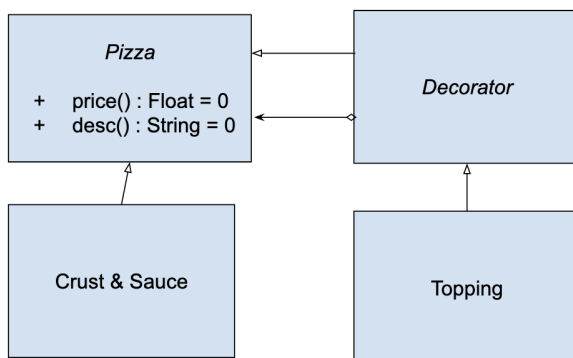 Pizza
+ price() : Float = 0
+ desc() : String = 0
Decorator
Crust & Sauce
Topping